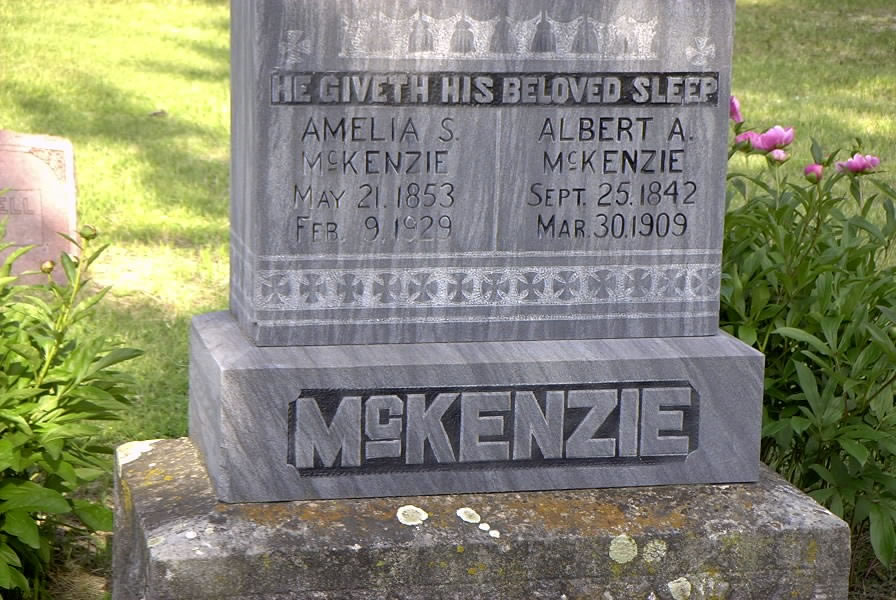 HE GIVETH HIS BELOVED SLEEP
AMELIA S.
McKENZIE
MAY 21. 1853
FEB. 9. 1929
ALBERT A.
McKENZIE
SEPT. 25. 1842
MAR. 30. 1909
McKENZIE